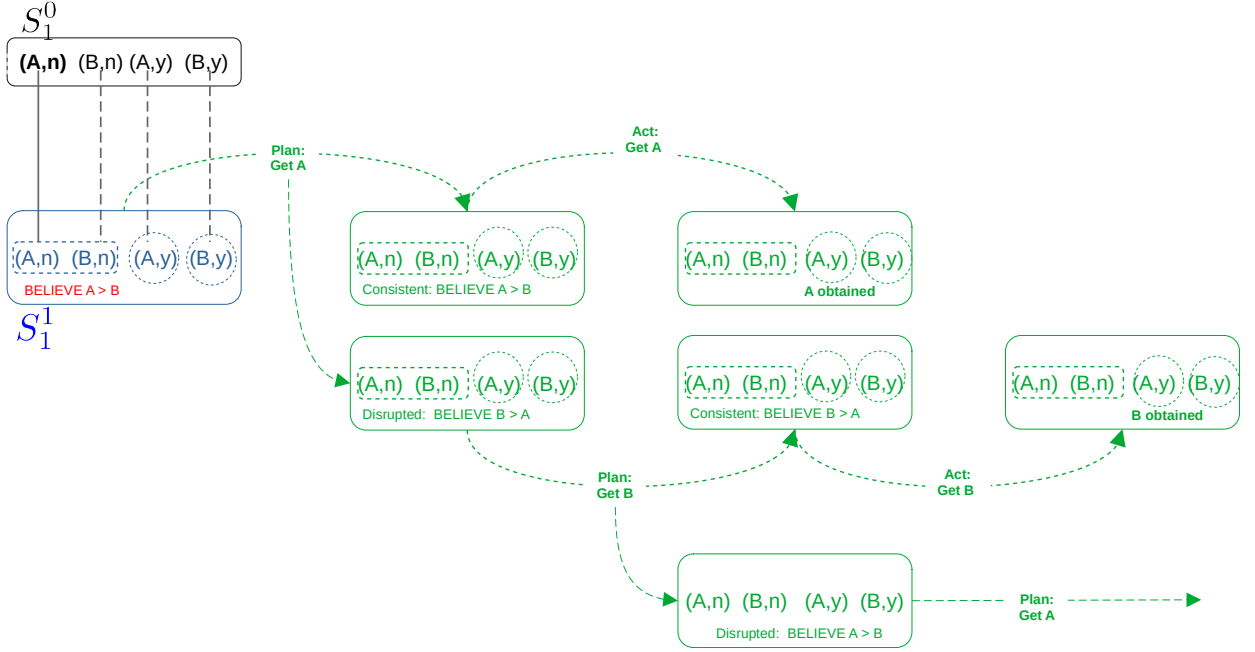 S_1^0
(A,n) (B,n) (A,y) (B,y)
Act:
Get A
Plan:
Get A
(A,n) (B,n) (A,y) (B,y)
BELIEVE A > B
S_1^1
(A,n) (B,n) (A,y) (B,y)
Consistent: BELIEVE A > B
(A,n) (B,n) (A,y) (B,y)
A obtained
(A,n) (B,n) (A,y) (B,y)
Disrupted: BELIEVE B > A
(A,n) (B,n) (A,y) (B,y)
Consistent: BELIEVE B > A
(A,n) (B,n) (A,y) (B,y)
B obtained
Plan:
Get B
Act:
Get B
(A,n) (B,n) (A,y) (B,y)
Disrupted: BELIEVE A > B
Plan:
Get A